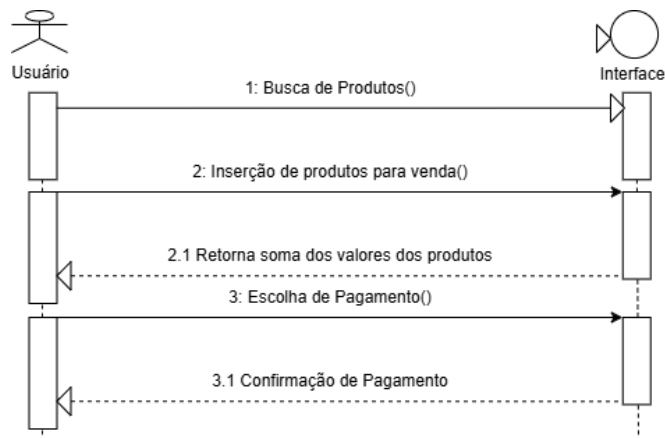 Usuário
Interface
1: Busca de Produtos()
2: Inserção de produtos para venda()
2.1 Retorna soma dos valores dos produtos
3: Escolha de Pagamento()
3.1 Confirmação de Pagamento